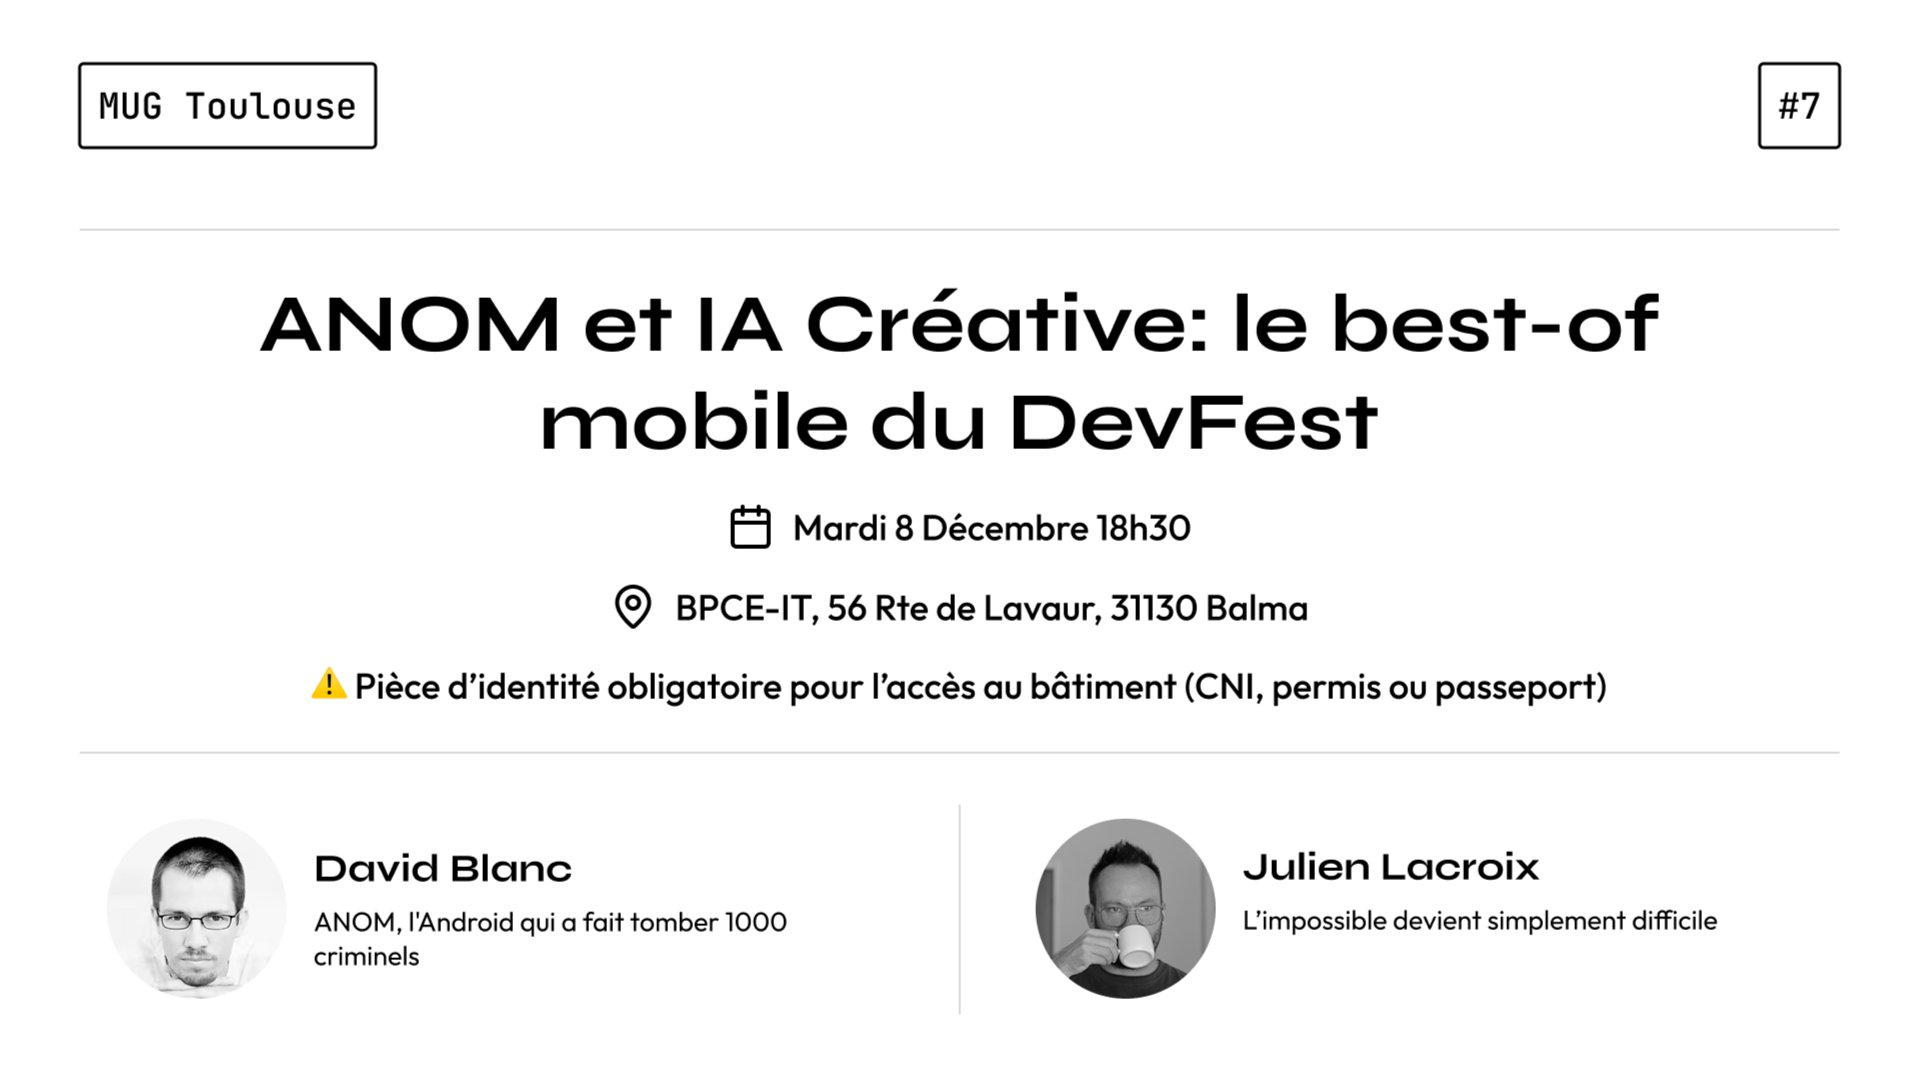 MUG Toulouse
#7
ANOM et IA Créative: le best-of
mobile du DevFest
Mardi 8 Décembre 18h30
BPCE-IT, 56 Rte de Lavaur, 31130 Balma
⚠️ Pièce d’identité obligatoire pour l’accès au bâtiment (CNI, permis ou passeport)
David Blanc
ANOM, l'Android qui a fait tomber 1000
criminels
Julien Lacroix
L’impossible devient simplement difficile